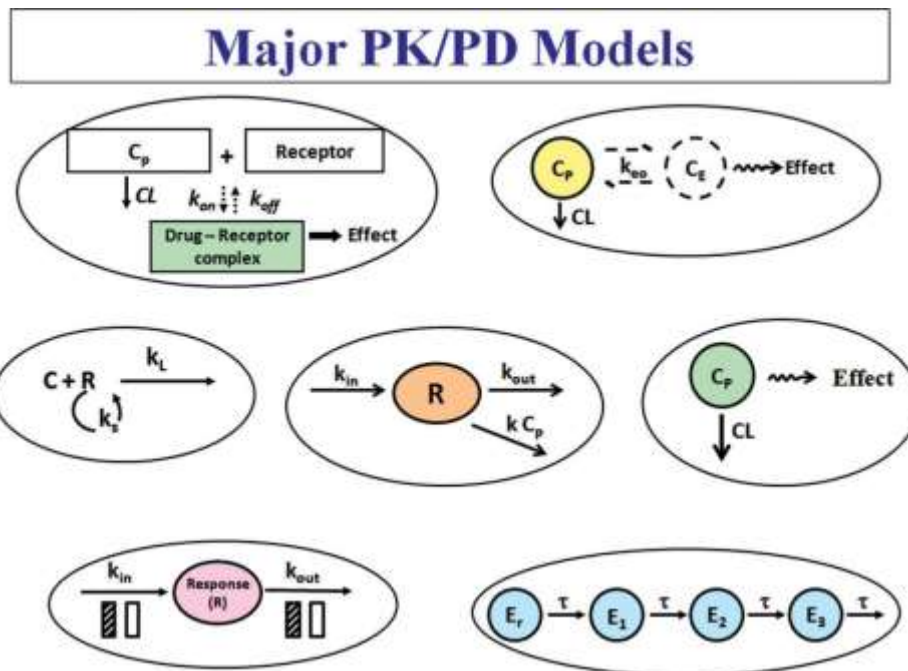 Major PK/PD Models
Cp + Receptor
CL kon koff
Drug – Receptor
complex
Effect
CP keo CE Effect
CL
C + R kL
ks
kin R kout
k Cp
CP Effect
CL
kin Response
(R)
kout
Er τ E1 τ E2 τ E3 τ